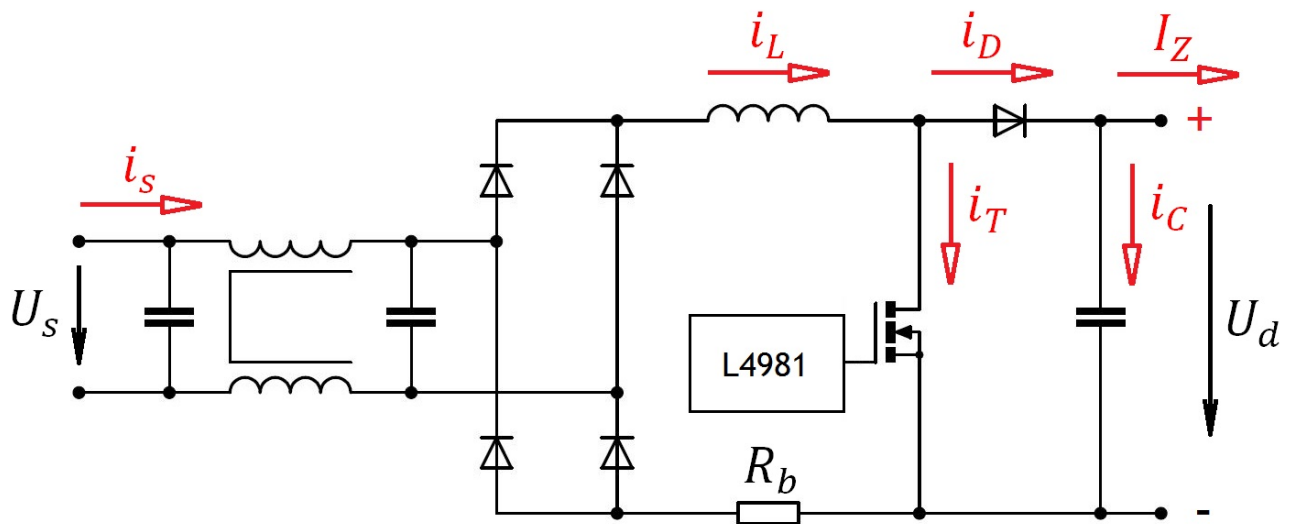 i_L
i_D
I_Z
+
i_s
i_T
i_C
U_s
L4981
U_d
R_b
-